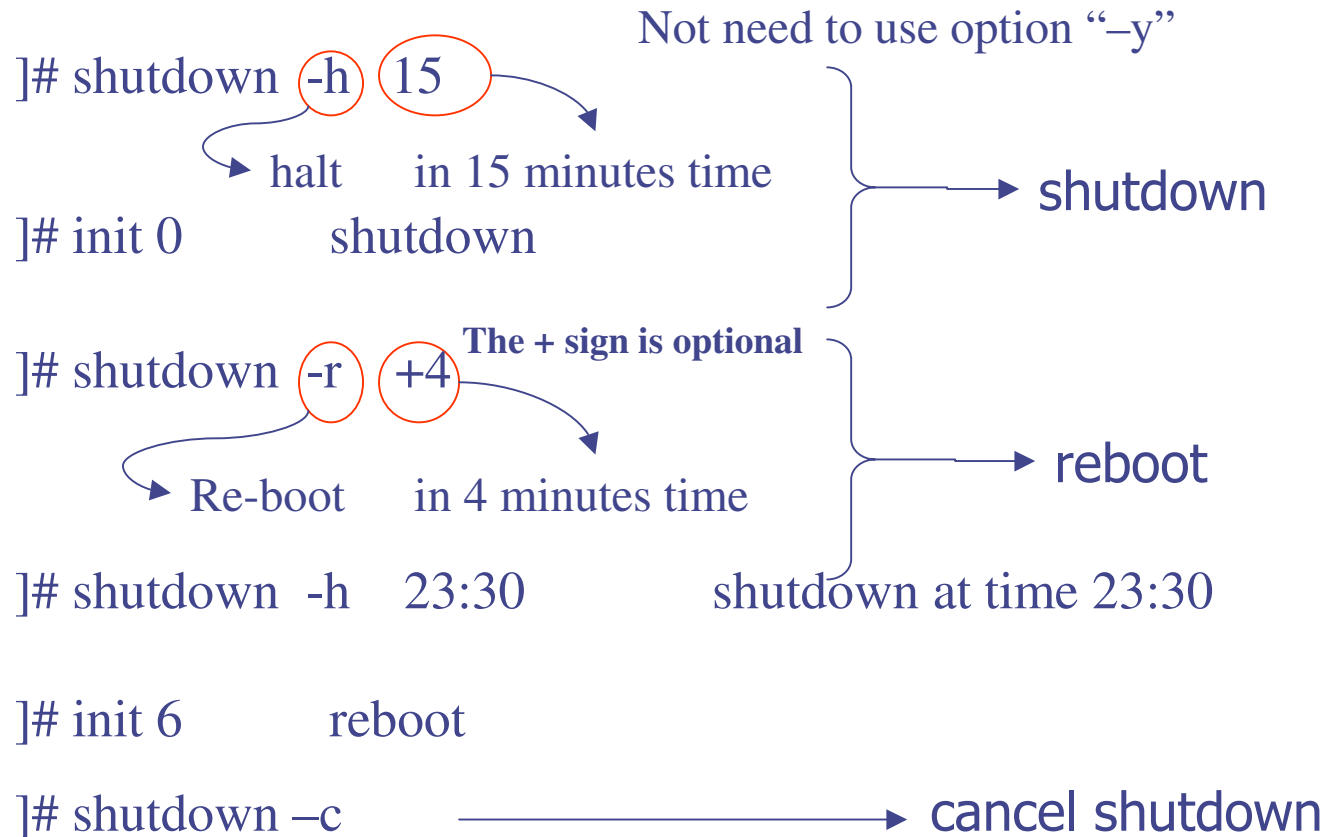 Not need to use option “–y”
]# shutdown -h 15
halt in 15 minutes time
shutdown
]# init 0 shutdown
The + sign is optional
]# shutdown -r +4
reboot
Re-boot in 4 minutes time
]# shutdown -h 23:30 shutdown at time 23:30
]# init 6 reboot
]# shutdown –c cancel shutdown